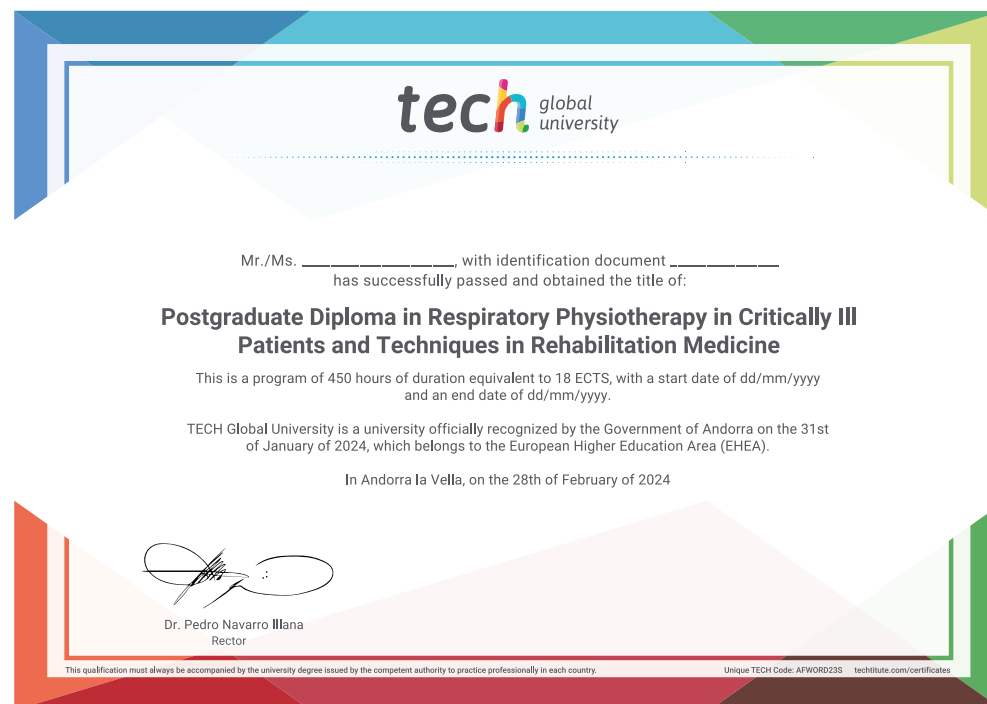 tech global university
Mr./Ms. ____________________, with identification document ______________
has successfully passed and obtained the title of:
Postgraduate Diploma in Respiratory Physiotherapy in Critically Ill
Patients and Techniques in Rehabilitation Medicine
This is a program of 450 hours of duration equivalent to 18 ECTS, with a start date of dd/mm/yyyy
and an end date of dd/mm/yyyy.
TECH Global University is a university officially recognized by the Government of Andorra on the 31st
of January of 2024, which belongs to the European Higher Education Area (EHEA).
In Andorra la Vella, on the 28th of February of 2024
Dr. Pedro Navarro Illana
Rector
This qualification must always be accompanied by the university degree issued by the competent authority to practice professionally in each country.
Unique TECH Code: AFWORD23S techtitute.com/certificates